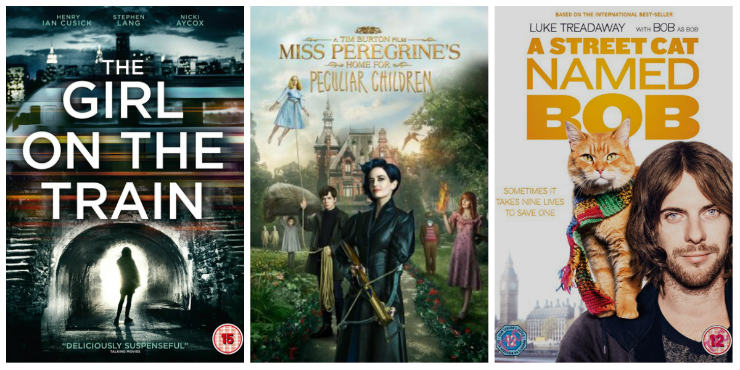 HENRY IAN CUSICK
STEPHEN LANG
NICKI AYCOX
THE
GIRL
ON THE
TRAIN
"DELICIOUSLY SUSPENSEFUL"
TALKING MOVIES
15
A TIM BURTON FILM
MISS PEREGRINE'S
HOME FOR
PECULIAR CHILDREN
BASED ON THE INTERNATIONAL BEST-SELLER
LUKE TREADAWAY WITH BOB AS BOB
A STREET CAT
NAMED
BOB
SOMETIMES IT
TAKES NINE LIVES
TO SAVE ONE
12
12